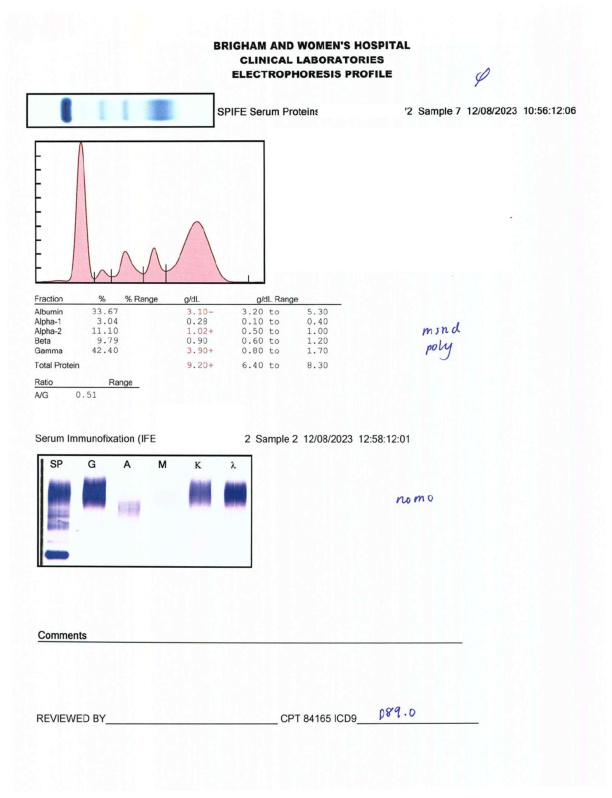 BRIGHAM AND WOMEN'S HOSPITAL
CLINICAL LABORATORIES
ELECTROPHORESIS PROFILE
φ
SPIFE Serum Proteins '2 Sample 7 12/08/2023 10:56:12:06
Fraction % % Range g/dL g/dL Range
Albumin 33.67 3.10- 3.20 to 5.30
Alpha-1 3.04 0.28 0.10 to 0.40
Alpha-2 11.10 1.02+ 0.50 to 1.00
Beta 9.79 0.90 0.60 to 1.20
Gamma 42.40 3.90+ 0.80 to 1.70
Total Protein 9.20+ 6.40 to 8.30
msnd
poly
Ratio Range
A/G 0.51
Serum Immunofixation (IFE 2 Sample 2 12/08/2023 12:58:12:01
SP G A M K λ
nomo
Comments
REVIEWED BY CPT 84165 ICD9 D89.0